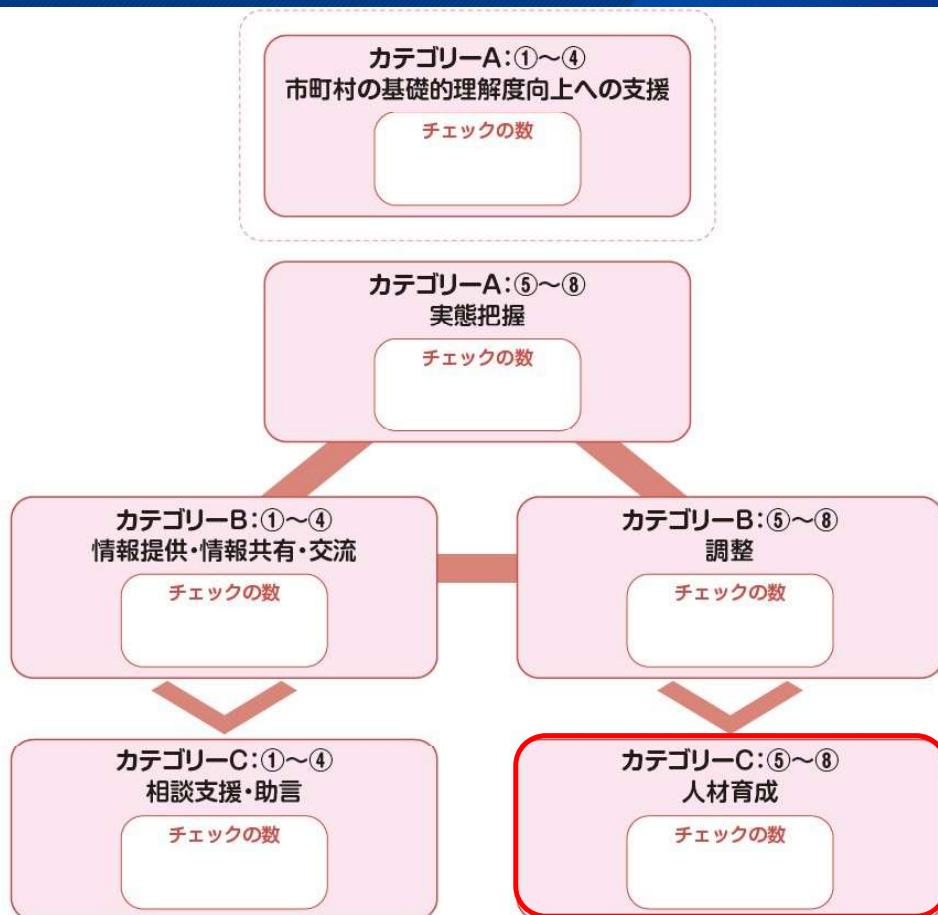 カテゴリーA:①～④
市町村の基礎的理解度向上への支援
チェックの数
カテゴリーA:⑤～⑧
実態把握
チェックの数
カテゴリーB:①～④
情報提供・情報共有・交流
チェックの数
カテゴリーB:⑤～⑧
調整
チェックの数
カテゴリーC:①～④
相談支援・助言
チェックの数
カテゴリーC:⑤～⑧
人材育成
チェックの数